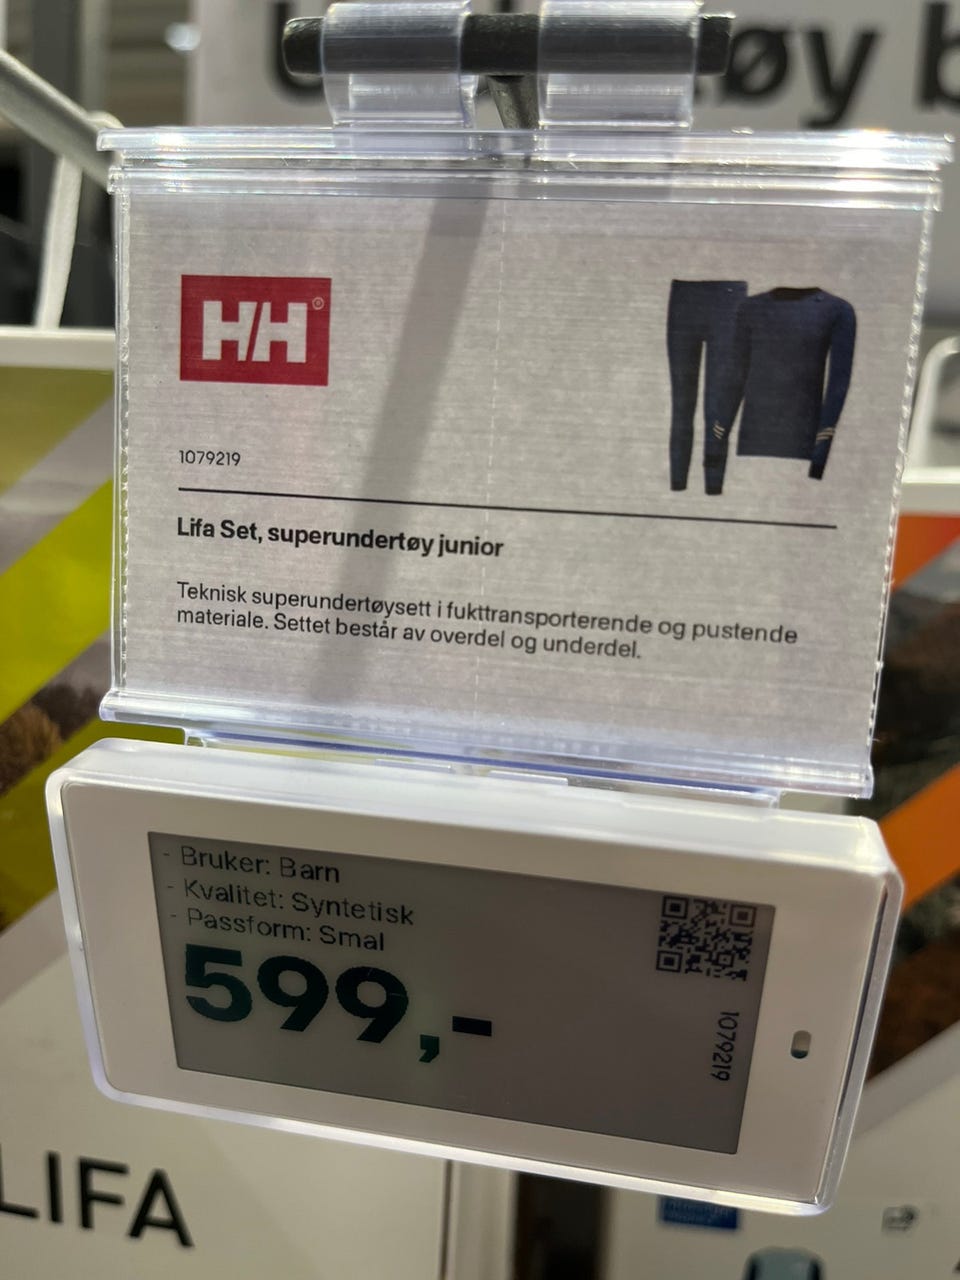 HH®
1079219
Lifa Set, superundertøy junior
Teknisk superundertøysett i fukttransporterende og pustende
materiale. Settet består av overdel og underdel.
- Bruker: Barn
- Kvalitet: Syntetisk
- Passform: Smal
599,-
1079219
LIFA